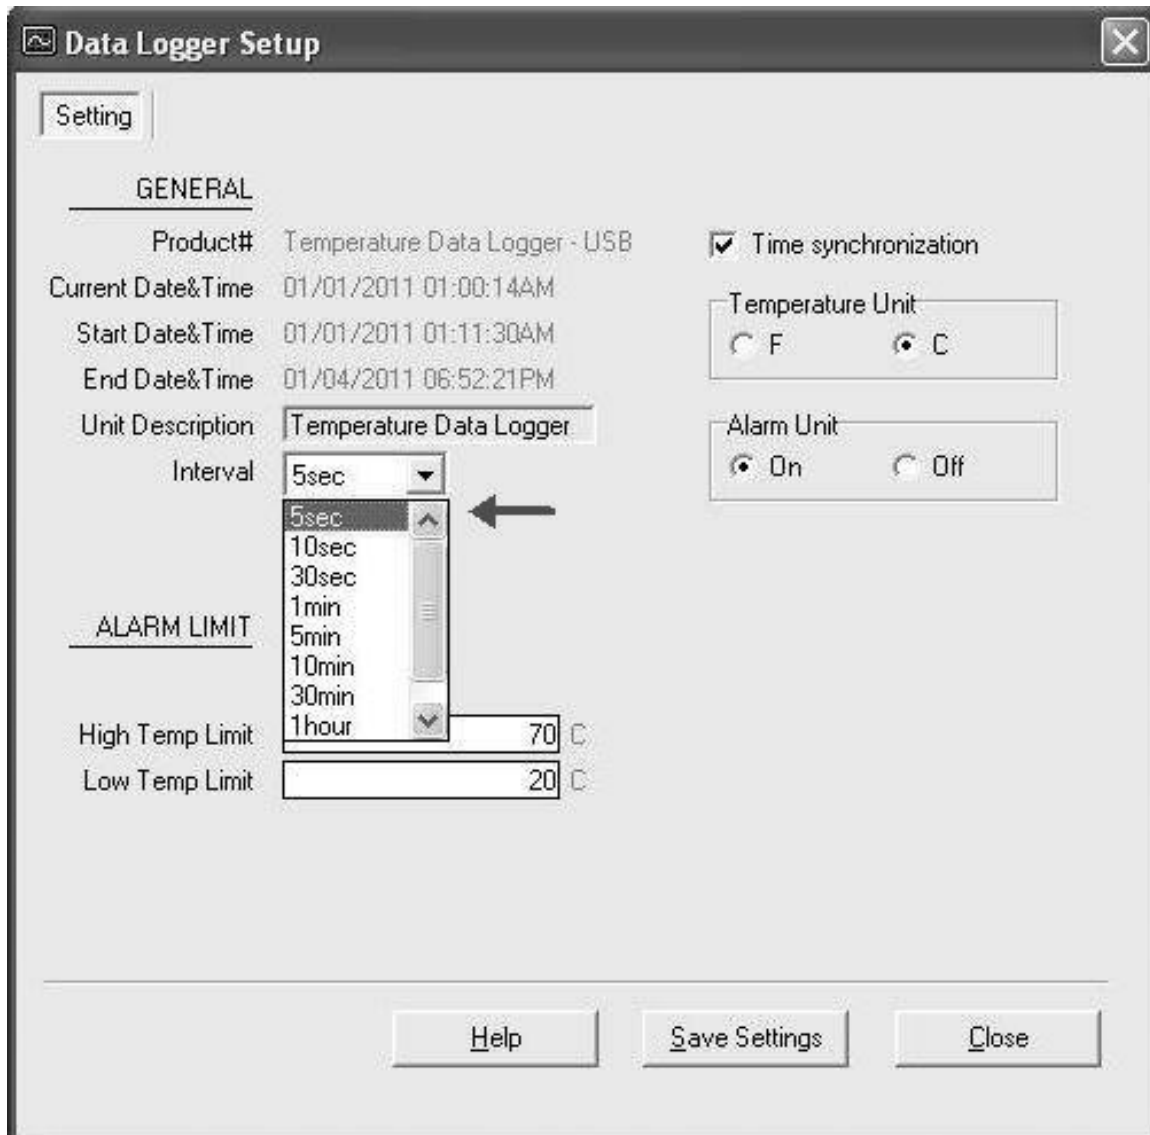 Data Logger Setup
Setting
GENERAL
Product# Temperature Data Logger - USB
Current Date&Time 01/01/2011 01:00:14AM
Start Date&Time 01/01/2011 01:11:30AM
End Date&Time 01/04/2011 06:52:21PM
Unit Description Temperature Data Logger
Interval 5sec
5sec
10sec
30sec
1min
5min
10min
30min
1hour
ALARM LIMIT
High Temp Limit 70 C
Low Temp Limit 20 C
Time synchronization
Temperature Unit
F C
Alarm Unit
On Off
Help Save Settings Close